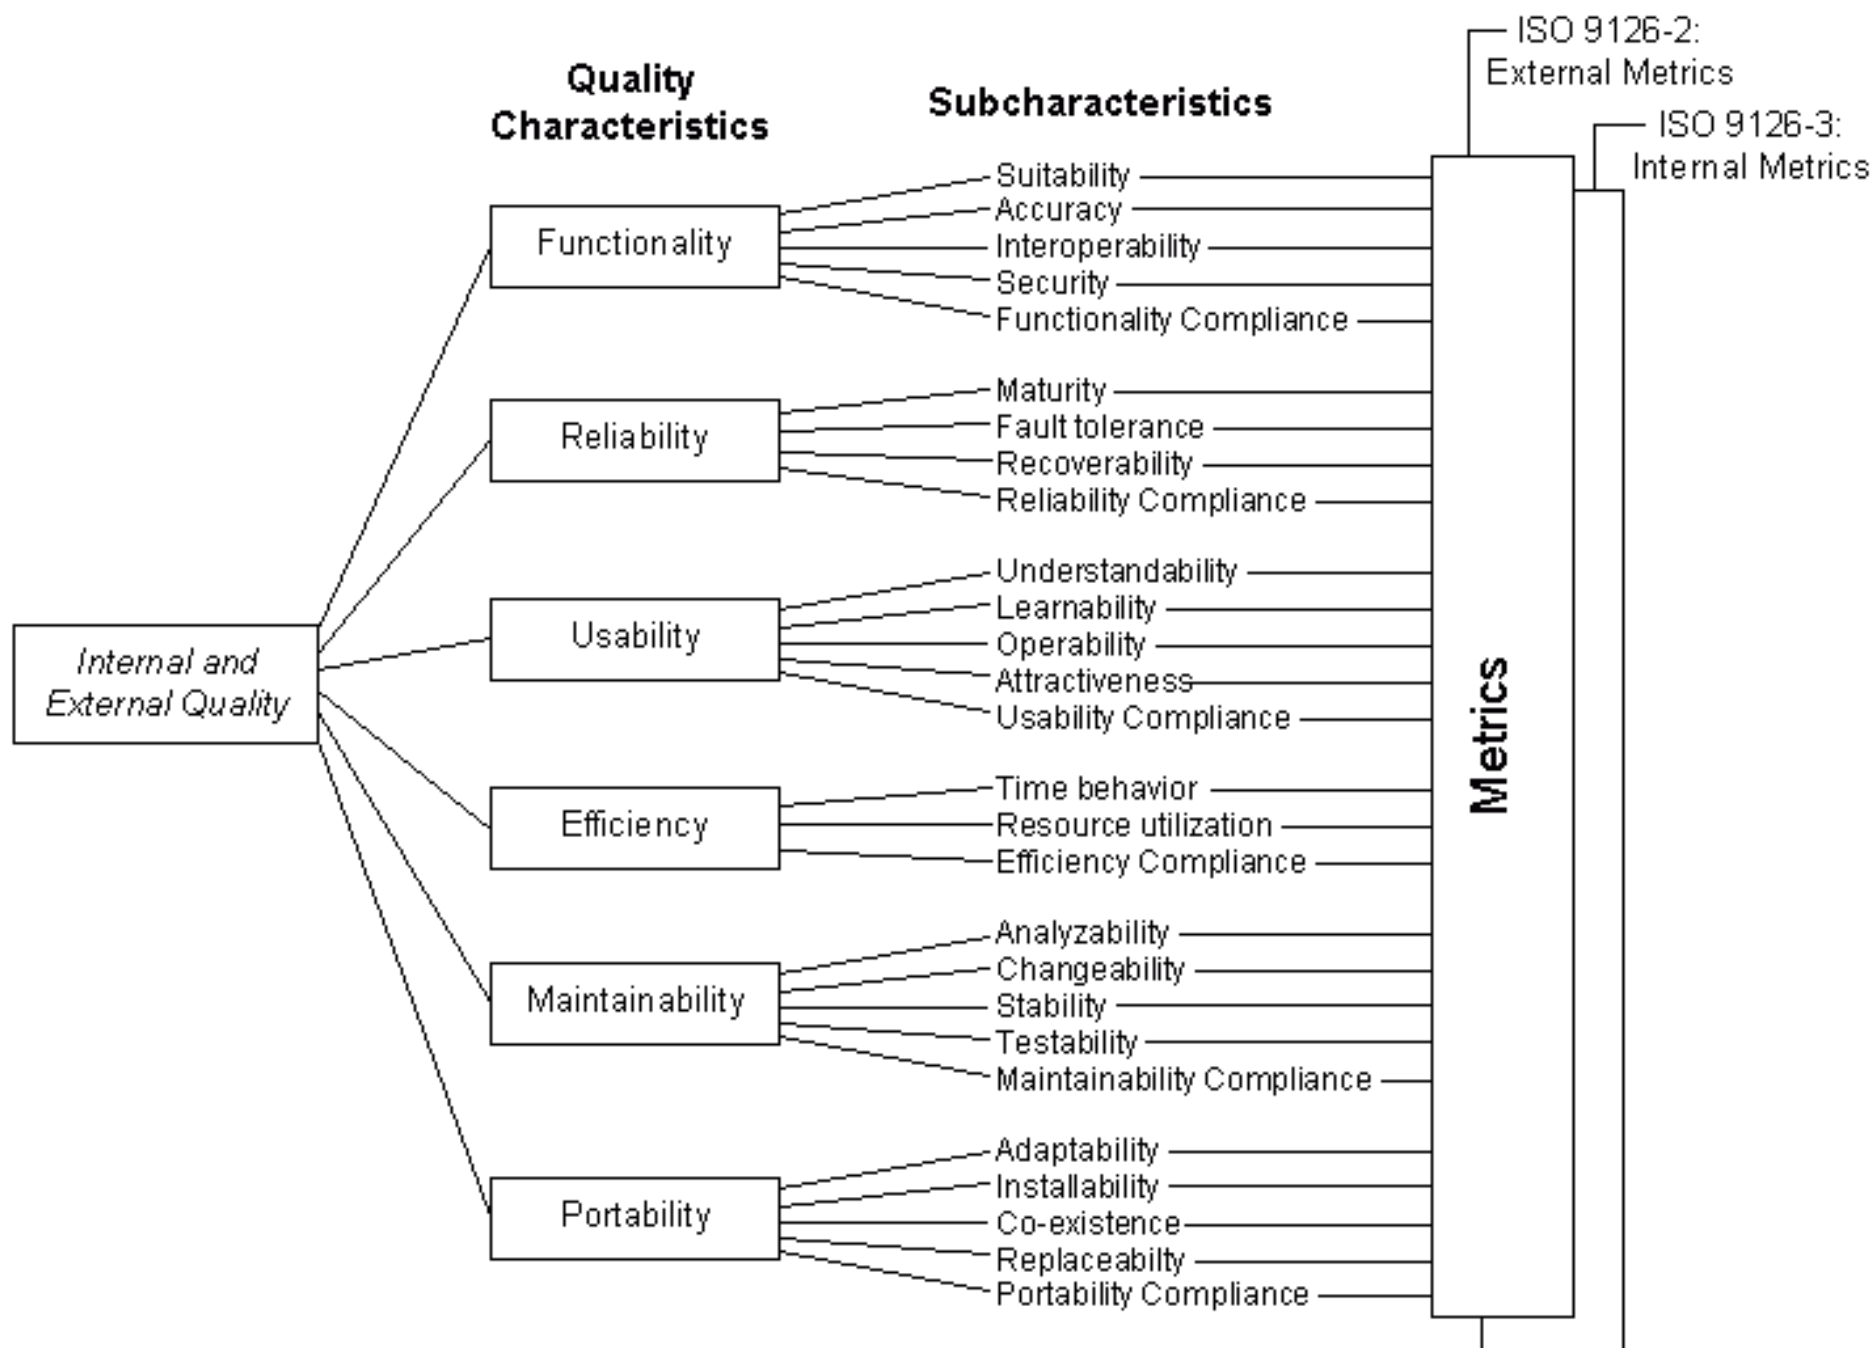 ISO 9126-2:
External Metrics
ISO 9126-3:
Internal Metrics
Quality
Characteristics
Subcharacteristics
Internal and
External Quality
Functionality
Suitability
Accuracy
Interoperability
Security
Functionality Compliance
Reliability
Maturity
Fault tolerance
Recoverability
Reliability Compliance
Usability
Understandability
Learnability
Operability
Attractiveness
Usability Compliance
Efficiency
Time behavior
Resource utilization
Efficiency Compliance
Maintainability
Analyzability
Changeability
Stability
Testability
Maintainability Compliance
Portability
Adaptability
Installability
Co-existence
Replaceabilty
Portability Compliance
Metrics